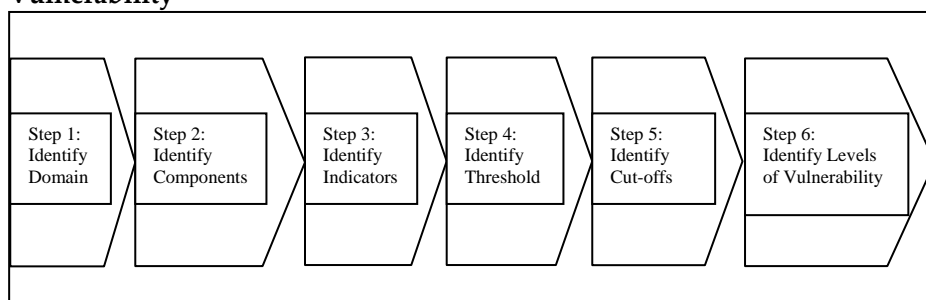 Vulnerability
Step 1:
Identify
Domain
Step 2:
Identify
Components
Step 3:
Identify
Indicators
Step 4:
Identify
Threshold
Step 5:
Identify
Cut-offs
Step 6:
Identify Levels
of Vulnerability